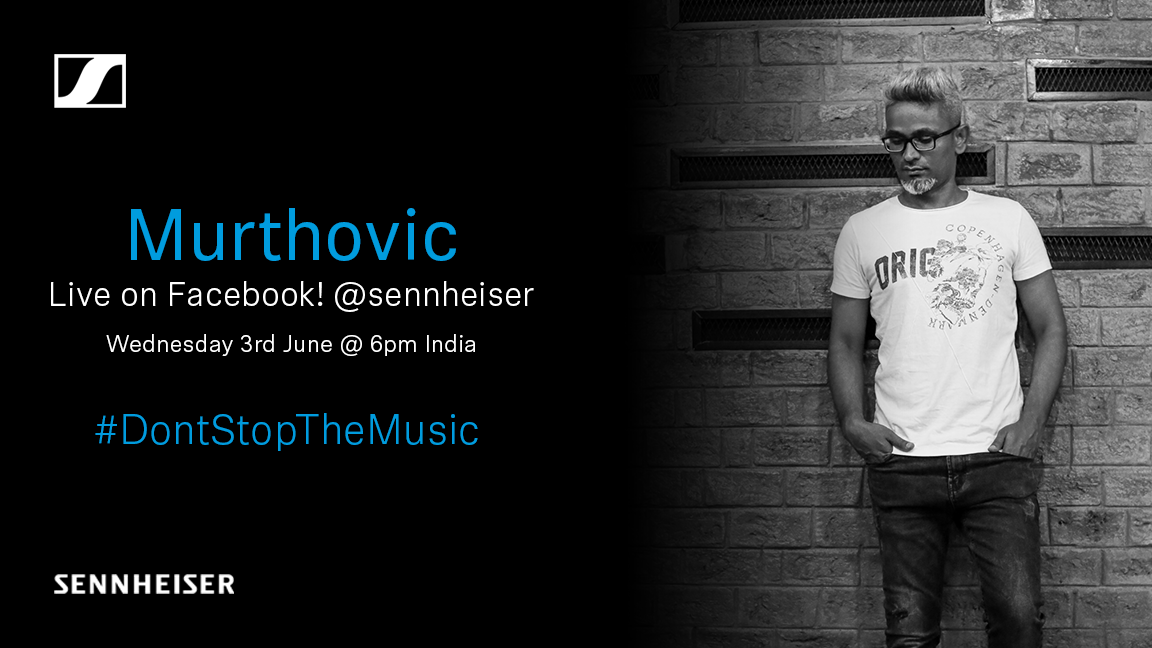 Murthovic
Live on Facebook! @sennheiser
Wednesday 3rd June @ 6pm India
#DontStopTheMusic
SENNHEISER
ORIG
COPENHAGEN·DENMARK